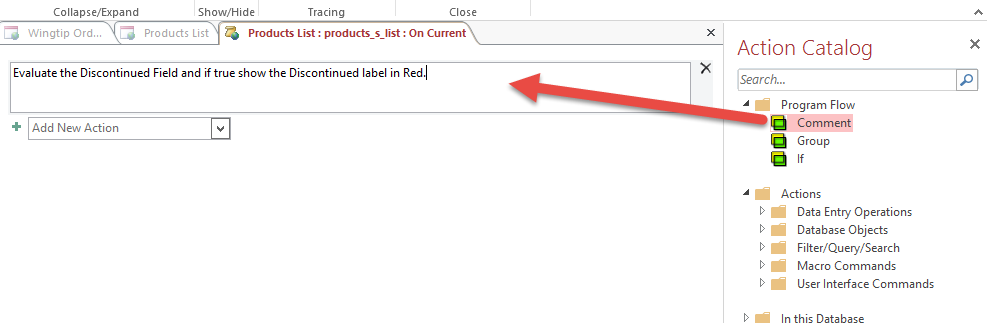 Collapse/Expand Show/Hide Tracing Close
Wingtip Ord... Products List Products List : products_s_list : On Current
Evaluate the Discontinued Field and if true show the Discontinued label in Red.
Add New Action
Action Catalog
Search...
Program Flow
Comment
Group
If
Actions
Data Entry Operations
Database Objects
Filter/Query/Search
Macro Commands
User Interface Commands
In this Database